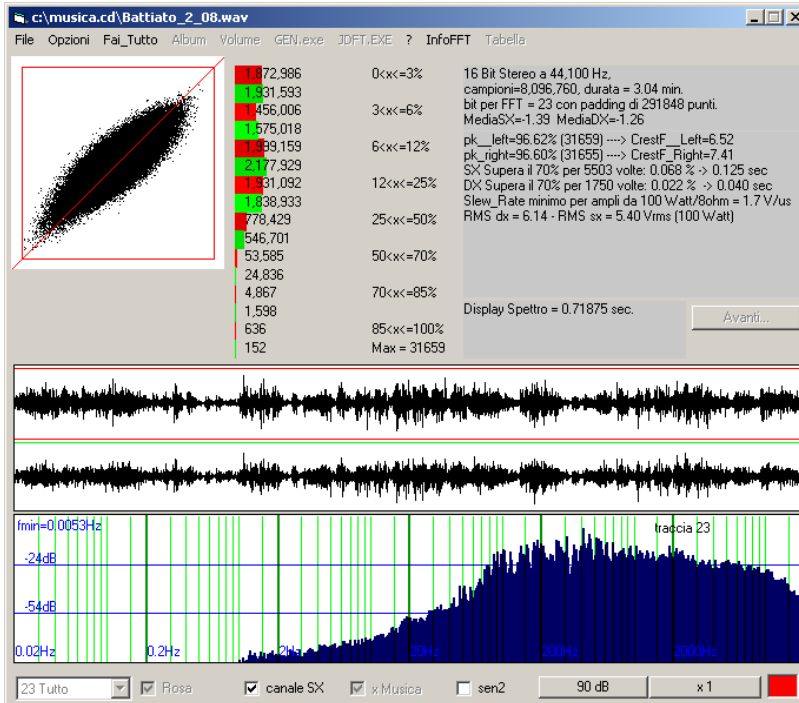 c:\musica.cd\Battiato_2_08.wav
File Opzioni Fai_Tutto Album Volume GEN.exe JDFT.EXE ? InfoFFT Tabella
1,872,986 0<x<=3%
1,931,593
1,456,006 3<x<=6%
1,575,018
1,999,159 6<x<=12%
2,177,929
1,931,092 12<x<=25%
1,838,933
778,429 25<x<=50%
546,701
53,585 50<x<=70%
24,836
4,867 70<x<=85%
1,598
636 85<x<=100%
152 Max = 31659
16 Bit Stereo a 44,100 Hz,
campioni=8,096,760, durata = 3.04 min.
bit per FFT = 23 con padding di 291848 punti.
MediaSX=-1.39 MediaDX=-1.26
pk__left=96.62% (31659) ----> CrestF__Left=6.52
pk_right=96.60% (31655) ----> CrestF_Right=7.41
SX Supera il 70% per 5503 volte: 0.068 % -> 0.125 sec
DX Supera il 70% per 1750 volte: 0.022 % -> 0.040 sec
Slew_Rate minimo per ampli da 100 Watt/8ohm = 1.7 V/us
RMS dx = 6.14 - RMS sx = 5.40 Vrms (100 Watt)
Display Spettro = 0.71875 sec.
Avanti...
fmin=0.0053Hz
traccia 23
-24dB
-54dB
0.02Hz 0.2Hz 2Hz 20Hz 200Hz 2000Hz
23 Tutto Rosa canale SX x Musica sen2 90 dB x 1